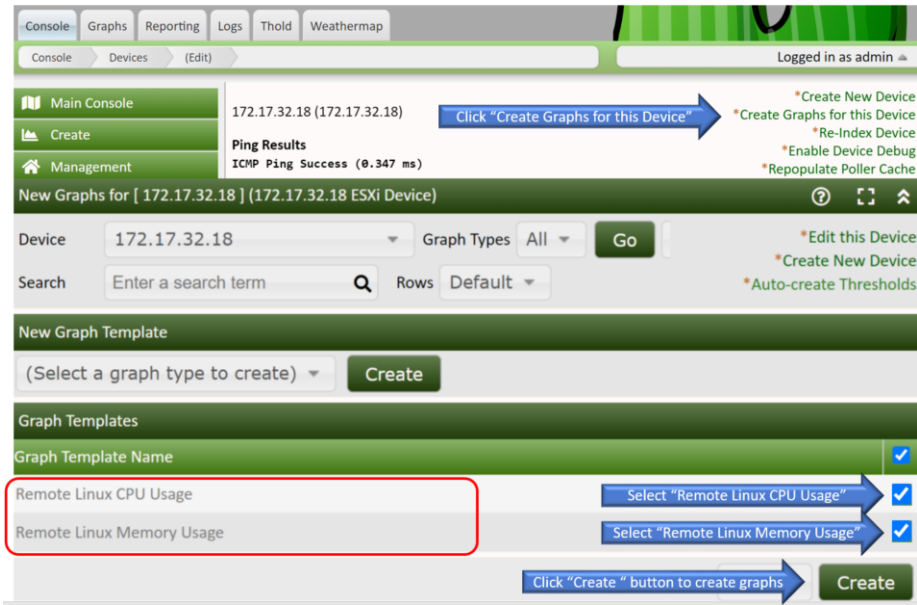 Console Graphs Reporting Logs Thold Weathermap
Console Devices (Edit) Logged in as admin
Main Console
Create
Management
172.17.32.18 (172.17.32.18)
Ping Results
ICMP Ping Success (0.347 ms)
Click "Create Graphs for this Device"
*Create New Device
*Create Graphs for this Device
*Re-Index Device
*Enable Device Debug
*Repopulate Poller Cache
New Graphs for [ 172.17.32.18 ] (172.17.32.18 ESXi Device)
Device 172.17.32.18 Graph Types All Go
Search Enter a search term Rows Default
*Edit this Device
*Create New Device
*Auto-create Thresholds
New Graph Template
(Select a graph type to create) Create
Graph Templates
Graph Template Name
Remote Linux CPU Usage Select "Remote Linux CPU Usage"
Remote Linux Memory Usage Select "Remote Linux Memory Usage"
Click "Create " button to create graphs Create